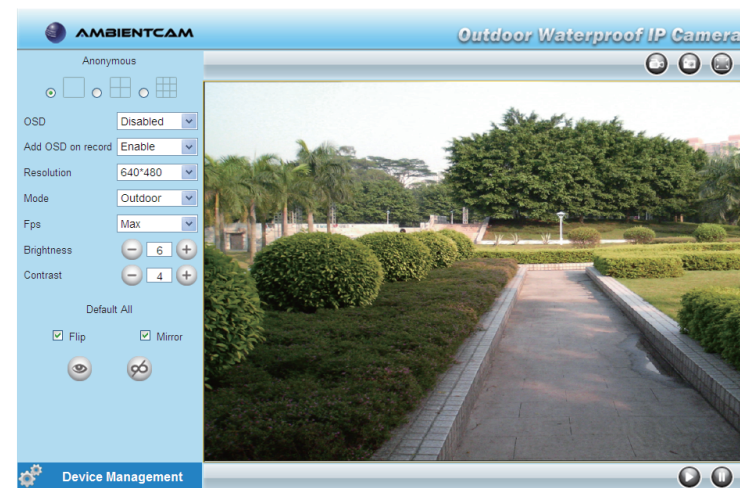 AMBIENTCAM
Outdoor Waterproof IP Camera
Anonymous
OSD Disabled
Add OSD on record Enable
Resolution 640*480
Mode Outdoor
Fps Max
Brightness 6
Contrast 4
Default All
Flip Mirror
Device Management